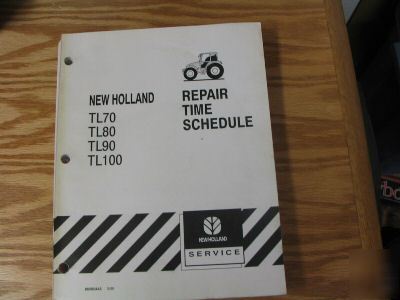 NEW HOLLAND
TL70
TL80
TL90
TL100
REPAIR
TIME
SCHEDULE
NEW HOLLAND
SERVICE